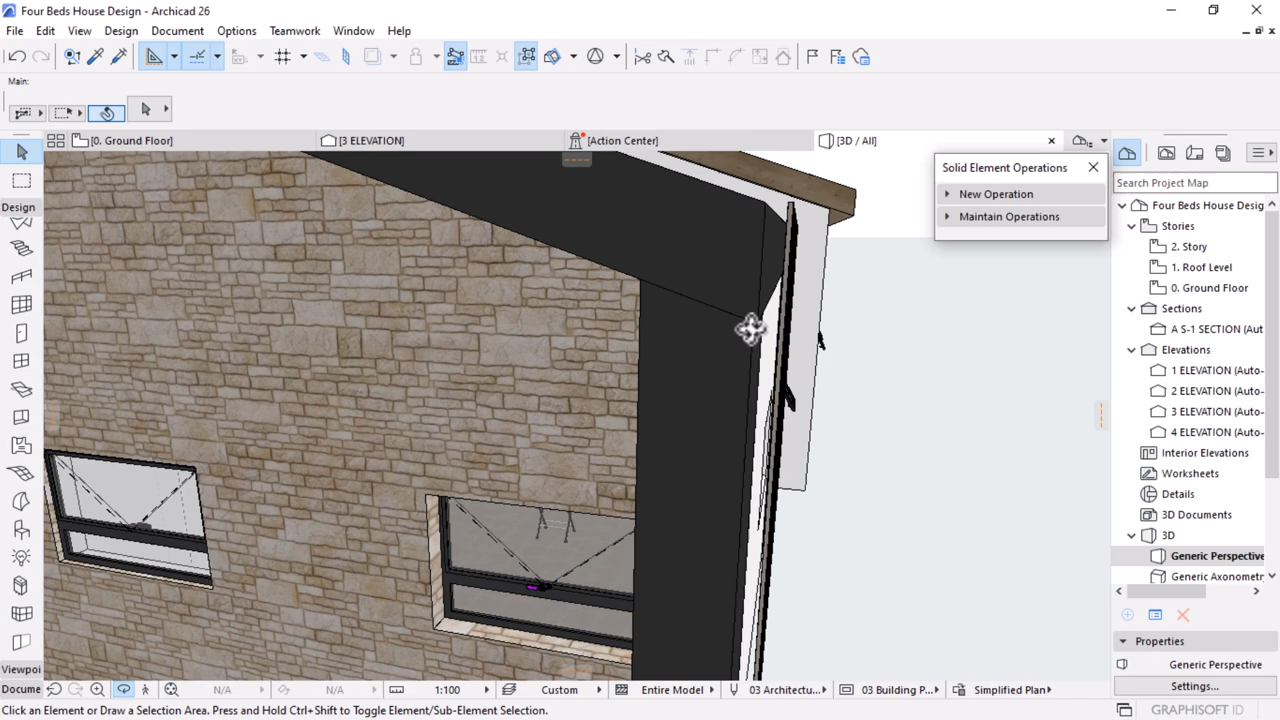 Four Beds House Design - Archicad 26
File Edit View Design Document Options Teamwork Window Help
Main:
[0. Ground Floor] [3 ELEVATION] [Action Center] [3D / All]
Solid Element Operations
New Operation
Maintain Operations
Design
Viewpoi
Docume
Search Project Map
Four Beds House Desig
Stories
2. Story
1. Roof Level
0. Ground Floor
Sections
A S-1 SECTION (Aut
Elevations
1 ELEVATION (Auto-
2 ELEVATION (Auto-
3 ELEVATION (Auto-
4 ELEVATION (Auto-
Interior Elevations
Worksheets
Details
3D Documents
3D
Generic Perspective
Generic Axonometr
Properties
Generic Perspective
Settings...
N/A N/A 1:100 Custom Entire Model 03 Architectu... 03 Building P... Simplified Plan
Click an Element or Draw a Selection Area. Press and Hold Ctrl+Shift to Toggle Element/Sub-Element Selection.
GRAPHISOFT ID